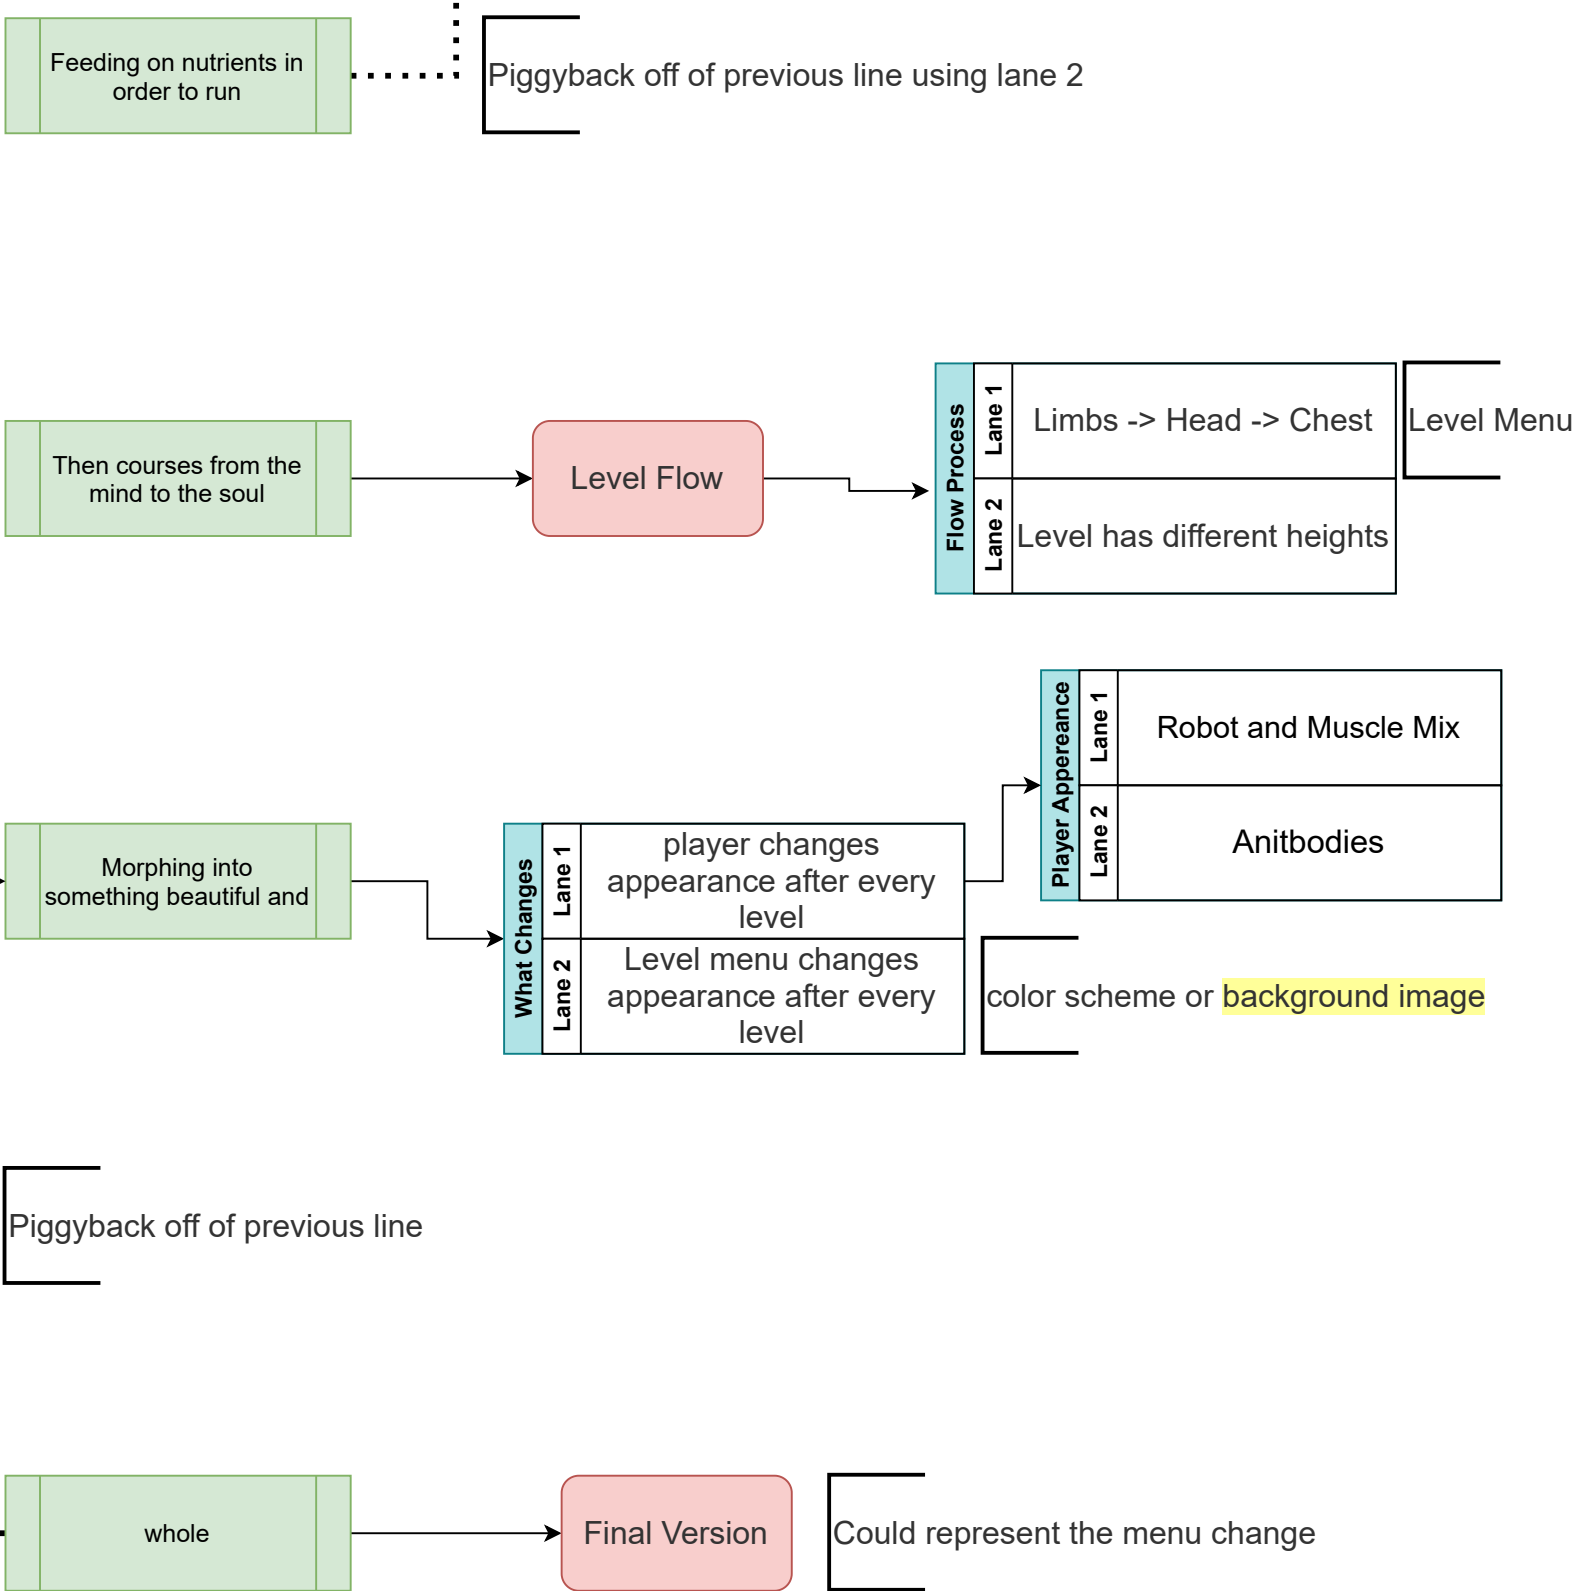 Feeding on nutrients in
order to run
Piggyback off of previous line using lane 2
Then courses from the
mind to the soul
Level Flow
Flow Process
Lane 1
Limbs -> Head -> Chest
Level Menu
Lane 2
Level has different heights
Morphing into
something beautiful and
What Changes
Lane 1
player changes
appearance after every
level
Lane 2
Level menu changes
appearance after every
level
Player Appereance
Lane 1
Robot and Muscle Mix
Lane 2
Anitbodies
color scheme or background image
Piggyback off of previous line
whole
Final Version
Could represent the menu change